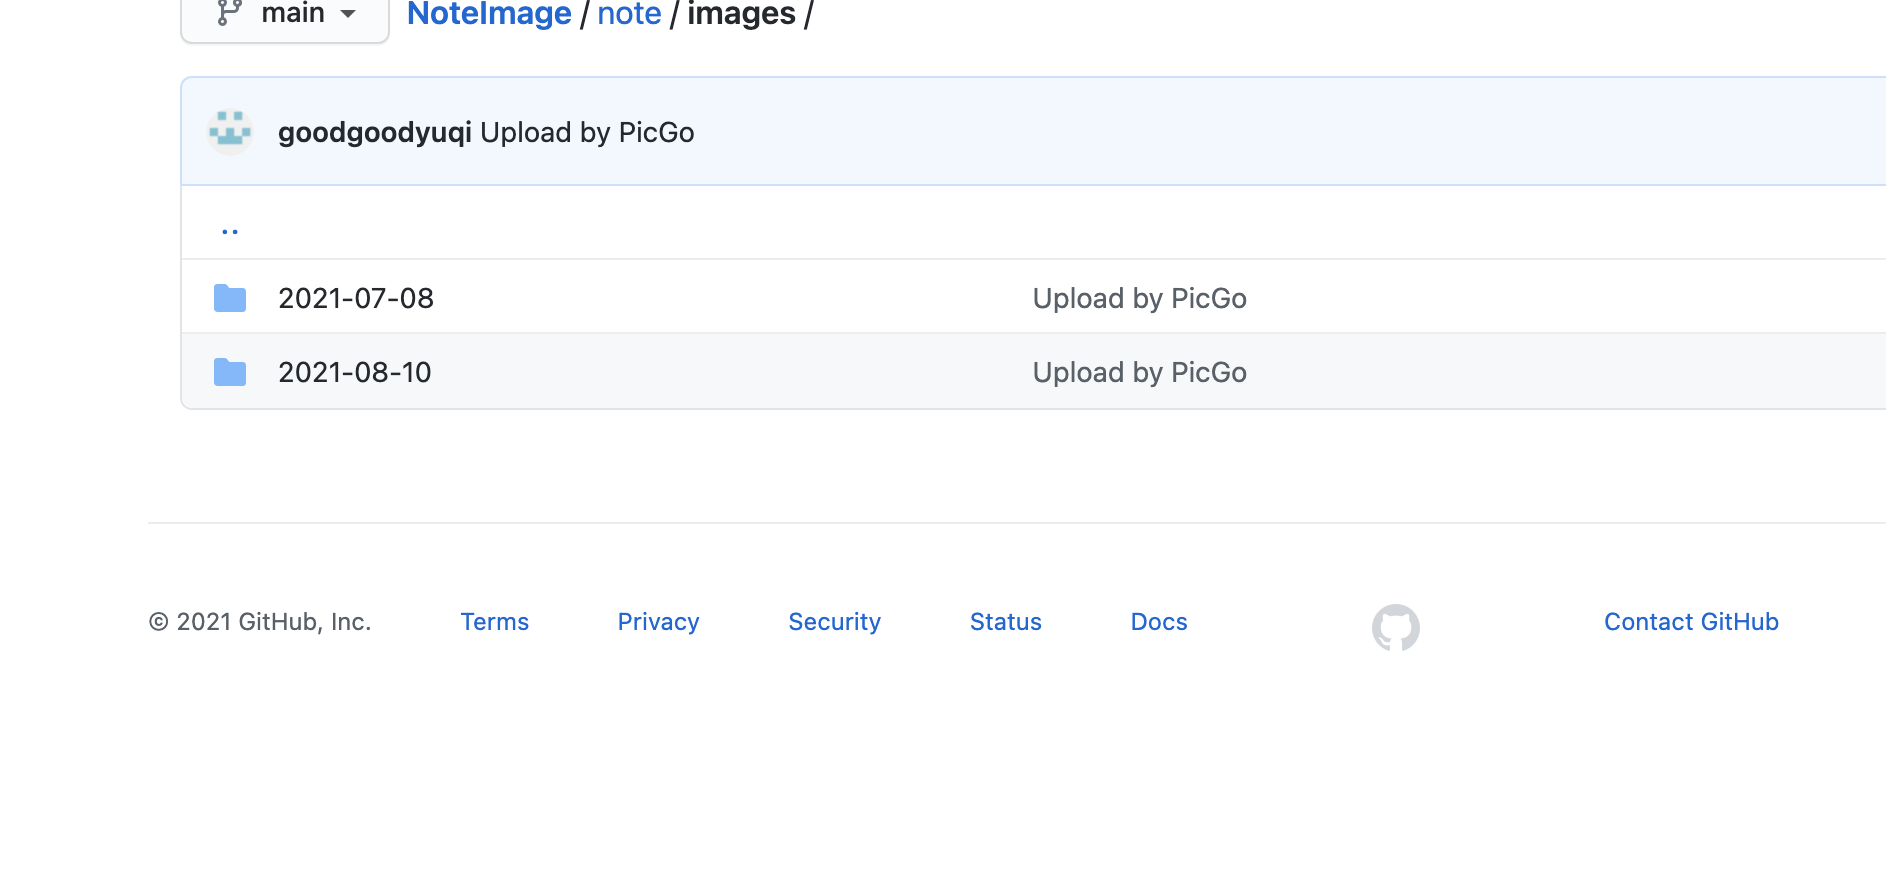 main NoteImage / note / images /
goodgoodyuqi Upload by PicGo
..
2021-07-08 Upload by PicGo
2021-08-10 Upload by PicGo
© 2021 GitHub, Inc. Terms Privacy Security Status Docs Contact GitHub